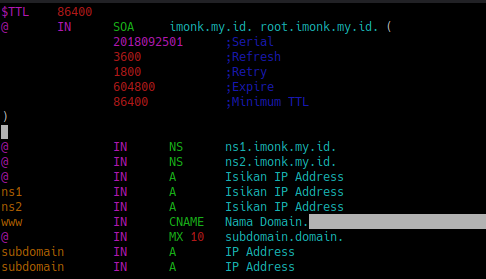 $TTL 86400
@ IN SOA imonk.my.id. root.imonk.my.id. (
2018092501 ;Serial
3600 ;Refresh
1800 ;Retry
604800 ;Expire
86400 ;Minimum TTL
)
@ IN NS ns1.imonk.my.id.
@ IN NS ns2.imonk.my.id.
@ IN A Isikan IP Address
ns1 IN A Isikan IP Address
ns2 IN A Isikan IP Address
www IN CNAME Nama Domain.
@ IN MX 10 subdomain.domain.
subdomain IN A IP Address
subdomain IN A IP Address